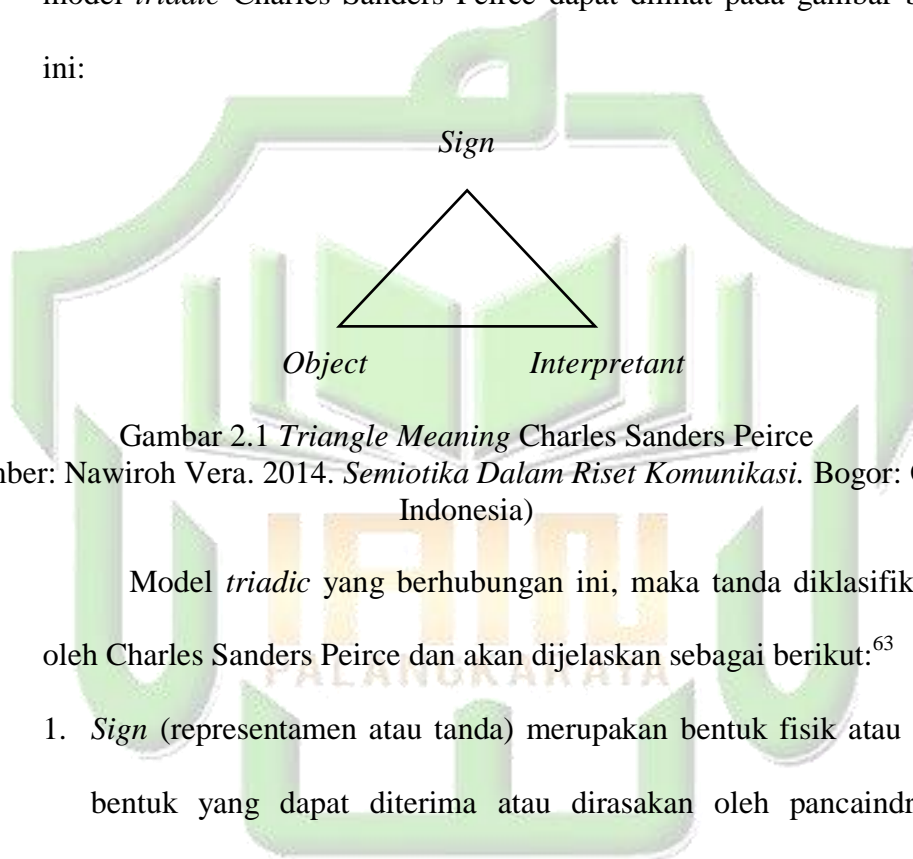 model triadic Charles Sanders Peirce dapat dilihat pada gambar
ini:
Sign
Object Interpretant
Gambar 2.1 Triangle Meaning Charles Sanders Peirce
ber: Nawiroh Vera. 2014. Semiotika Dalam Riset Komunikasi. Bogor:
Indonesia)
Model triadic yang berhubungan ini, maka tanda diklasifik
oleh Charles Sanders Peirce dan akan dijelaskan sebagai berikut:63
IAIN
PALANGKARAYA
1. Sign (representamen atau tanda) merupakan bentuk fisik atau
bentuk yang dapat diterima atau dirasakan oleh pancaindr